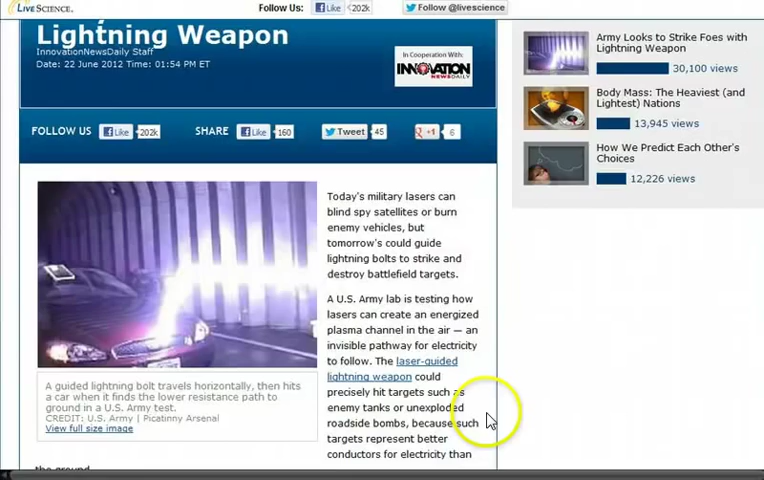 LIVESCIENCE.
Follow Us:
Like
202k
Follow @livescience
Lightning Weapon
InnovationNewsDaily Staff
Date: 22 June 2012 Time: 01:54 PM ET
In Cooperation With:
INNOVATION
NEWSDAILY
FOLLOW US
Like
202k
SHARE
Like
160
Tweet
45
+1
6
Today's military lasers can
blind spy satellites or burn
enemy vehicles, but
tomorrow's could guide
lightning bolts to strike and
destroy battlefield targets.
A U.S. Army lab is testing how
lasers can create an energized
plasma channel in the air — an
invisible pathway for electricity
to follow. The laser-guided
lightning weapon could
precisely hit targets such as
enemy tanks or unexploded
roadside bombs, because such
targets represent better
conductors for electricity than
the ground.
A guided lightning bolt travels horizontally, then hits
a car when it finds the lower resistance path to
ground in a U.S. Army test.
CREDIT: U.S. Army | Picatinny Arsenal
View full size image
Army Looks to Strike Foes with
Lightning Weapon
30,100 views
Body Mass: The Heaviest (and
Lightest) Nations
13,945 views
How We Predict Each Other's
Choices
12,226 views